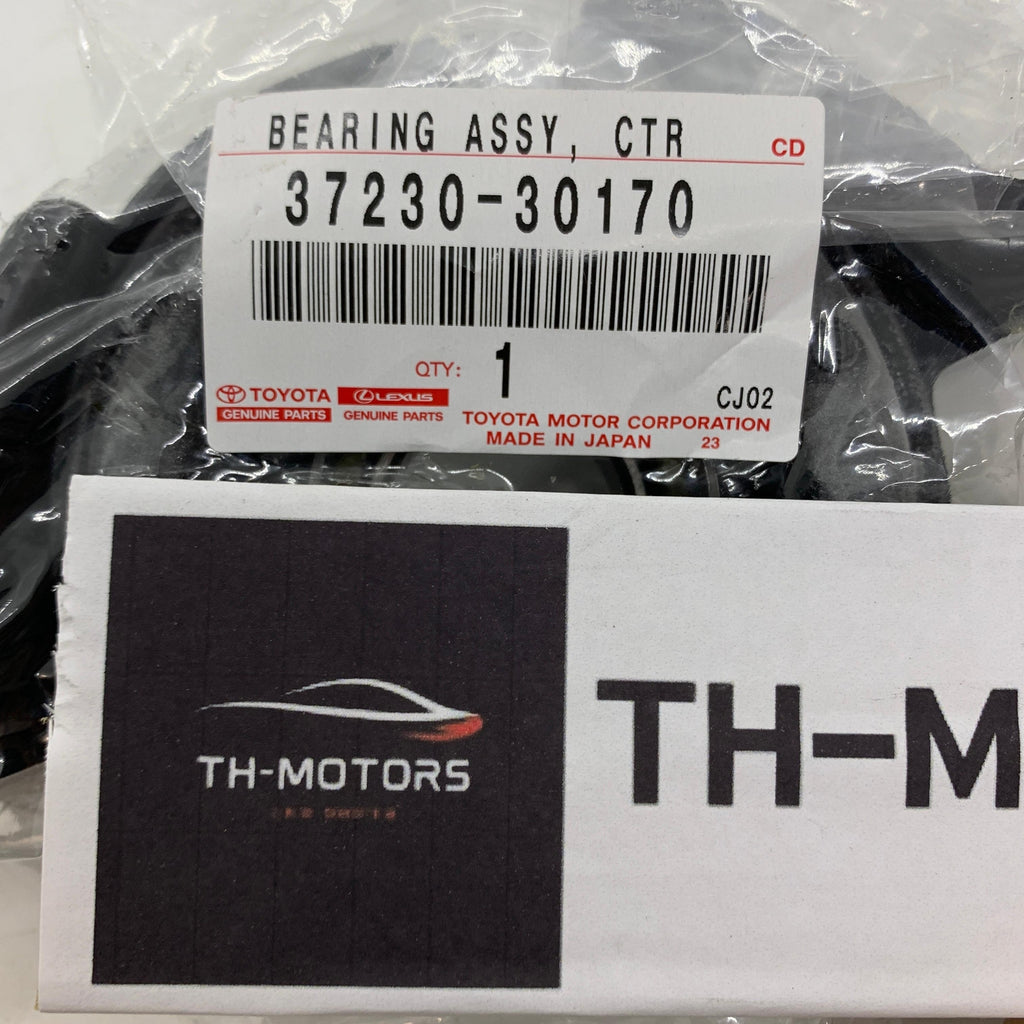 BEARING ASSY, CTR
CD
37230-30170
QTY: 1
CJ02
TOYOTA
LEXUS
GENUINE PARTS
GENUINE PARTS
TOYOTA MOTOR CORPORATION
MADE IN JAPAN 23
TH-MOTORS
TH-M